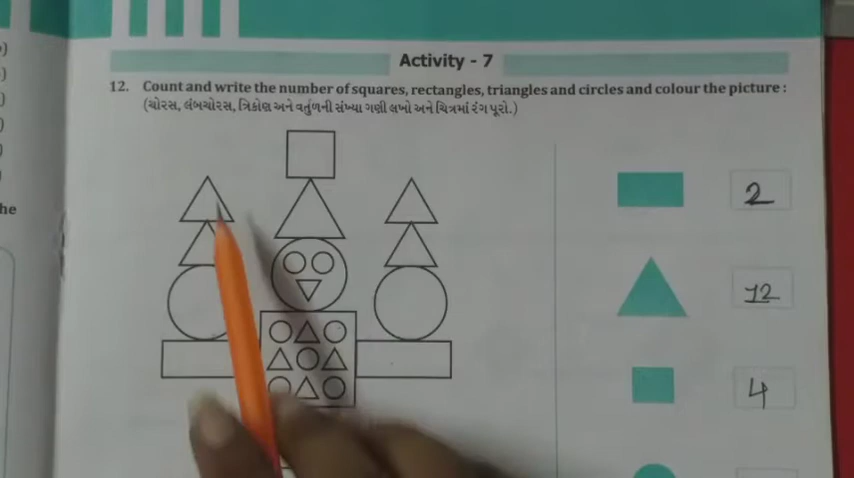 Activity - 7
12. Count and write the number of squares, rectangles, triangles and circles and colour the picture :
(ચોરસ, લંબચોરસ, ત્રિકોણ અને વર્તુળની સંખ્યા ગણી લખો અને ચિત્રમાં રંગ પૂરો.)
he
2
12
4